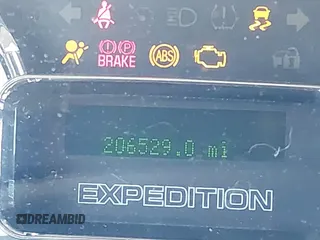 BRAKE
ABS
206529.0 mi
EXPEDITION
DREAMBID